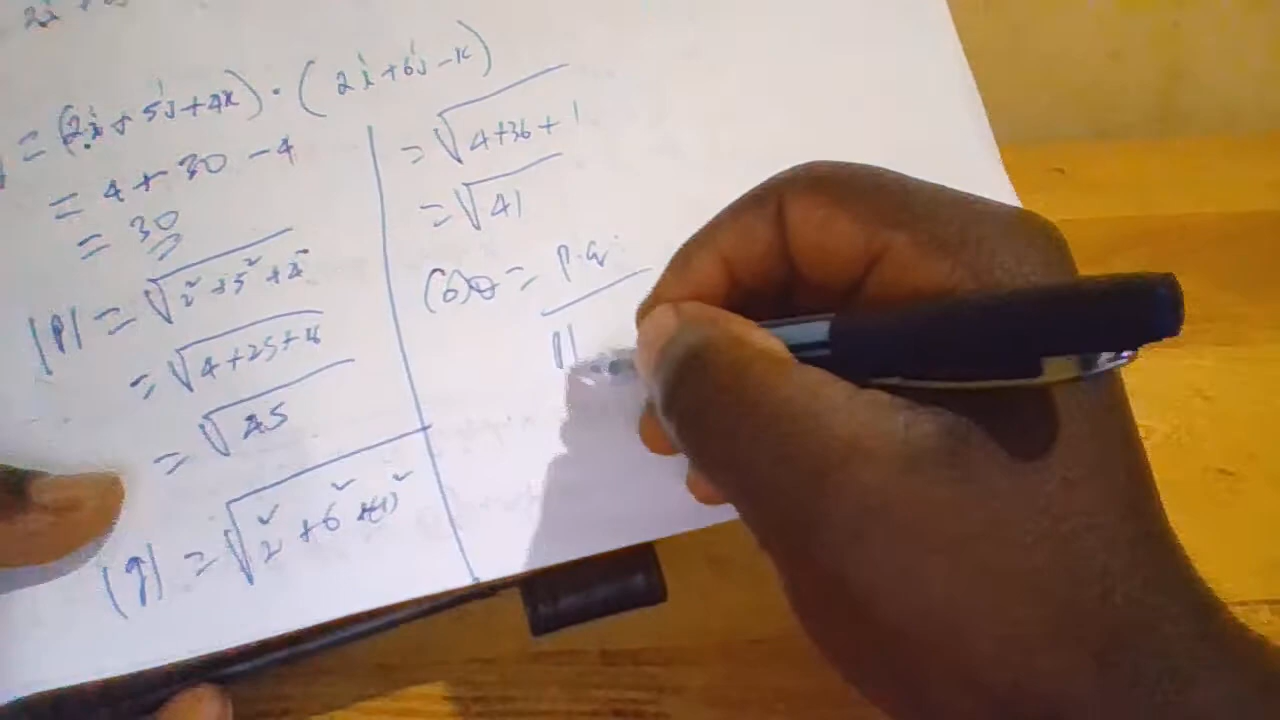 = (2i + 5j + 4k) · (2i + 6j - k)
= 4 + 30 - 4
= 30
|p| = √2² + 5² + 4²
= √4 + 25 + 16
= √45
|q| = √2² + 6² + (-1)²
= √4 + 36 + 1
= √41
Cos θ = p.q
|p|